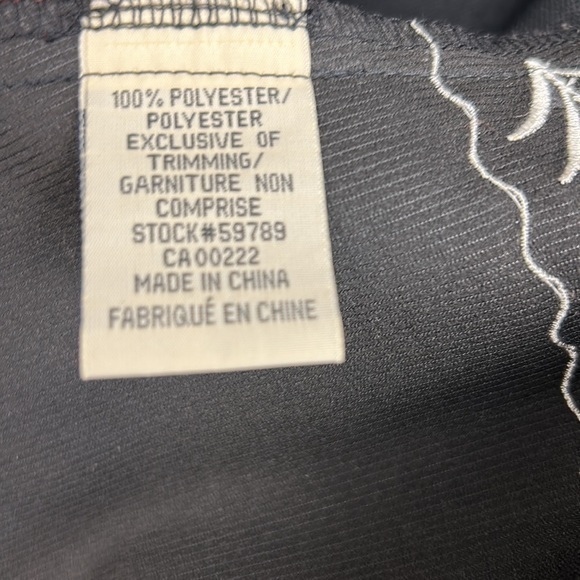 100% POLYESTER/
POLYESTER
EXCLUSIVE OF
TRIMMING/
GARNITURE NON
COMPRISE
STOCK#59789
CA00222
MADE IN CHINA
FABRIQUÉ EN CHINE